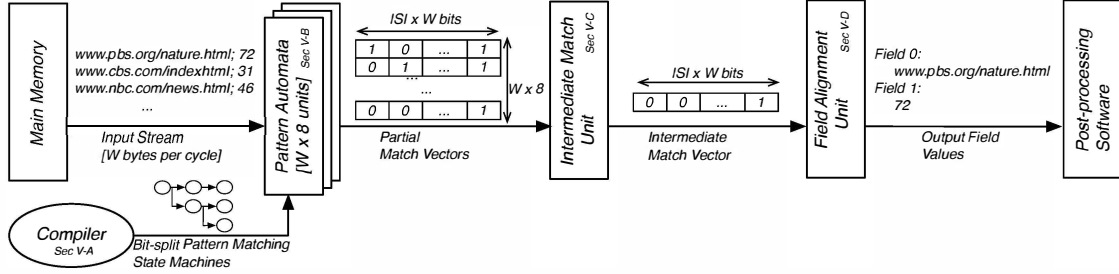 Main Memory
www.pbs.org/nature.html; 72
www.cbs.com/indexhtml; 31
www.nbc.com/news.html; 46
...
Input Stream
[W bytes per cycle]
Compiler
Sec V-A
Bit-split Pattern Matching
State Machines
Pattern Automata
[W x 8 units]
Sec V-B
ISI x W bits
1 0 ... 1
0 1 ... 1
... ...
0 0 ... 1
W x 8
Partial
Match Vectors
Intermediate Match
Unit
Sec V-C
ISI x W bits
0 0 ... 1
Intermediate
Match Vector
Field Alignment
Unit
Sec V-D
Field 0:
www.pbs.org/nature.html
Field 1:
72
Output Field
Values
Post-processing
Software